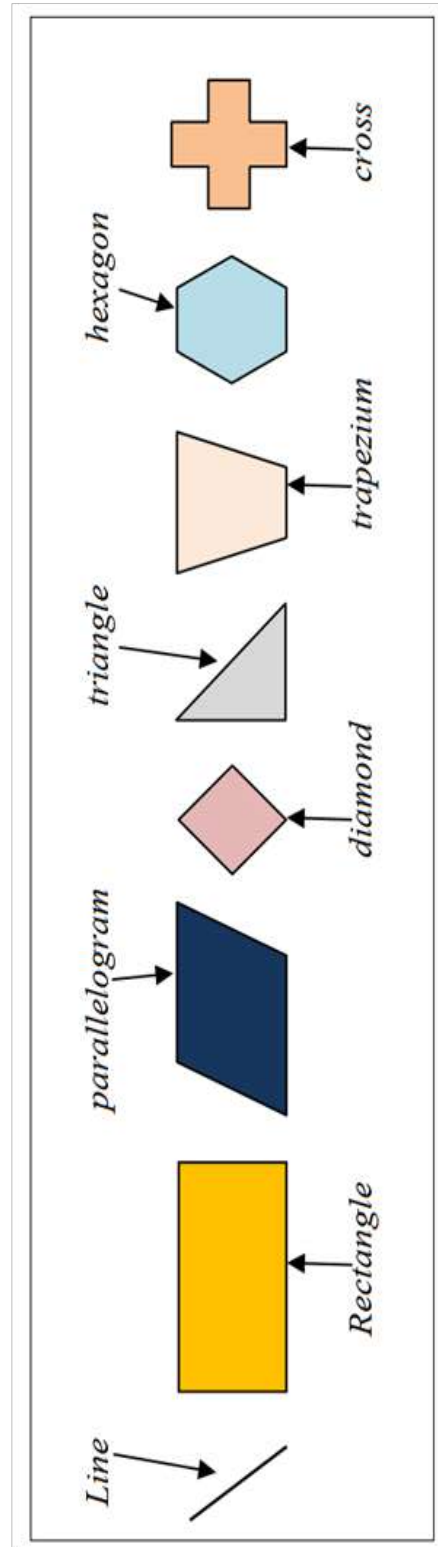 Line
Rectangle
parallelogram
diamond
triangle
trapezium
hexagon
cross